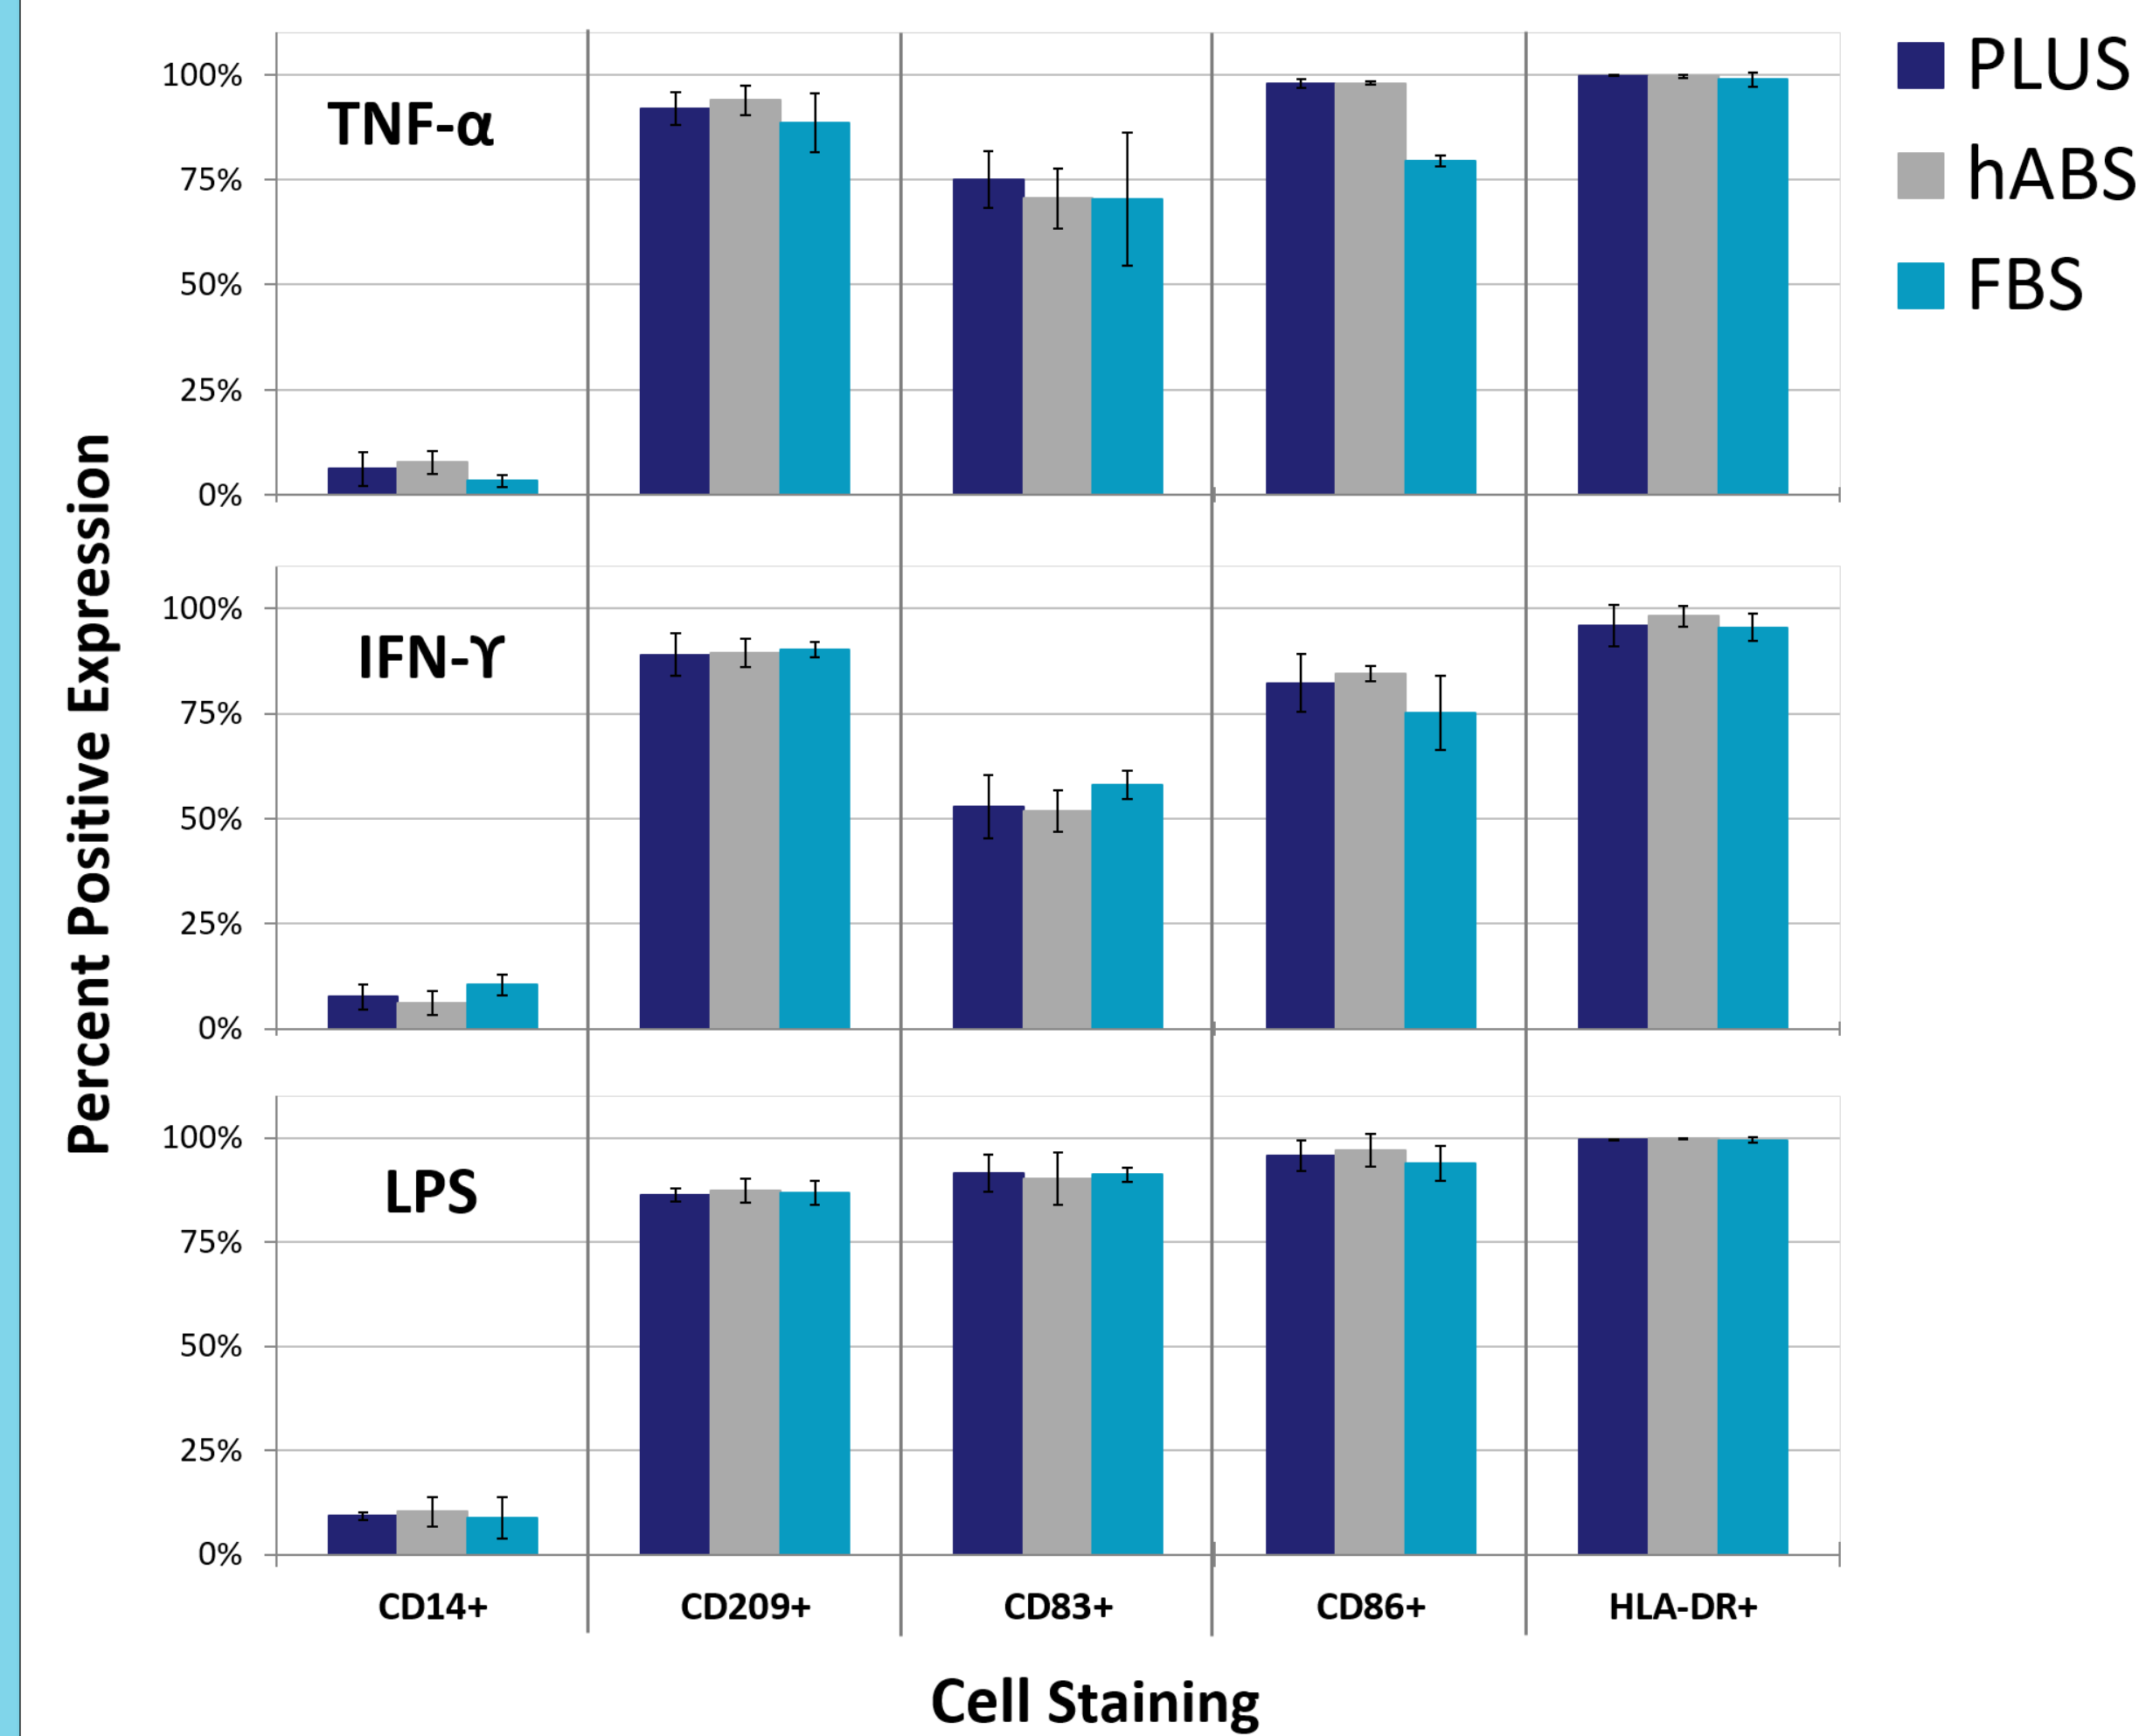 PLUS
hABS
FBS
Percent Positive Expression
TNF-α
100%
75%
50%
25%
0%
IFN-ϒ
100%
75%
50%
25%
0%
LPS
100%
75%
50%
25%
0%
CD14+ CD209+ CD83+ CD86+ HLA-DR+
Cell Staining